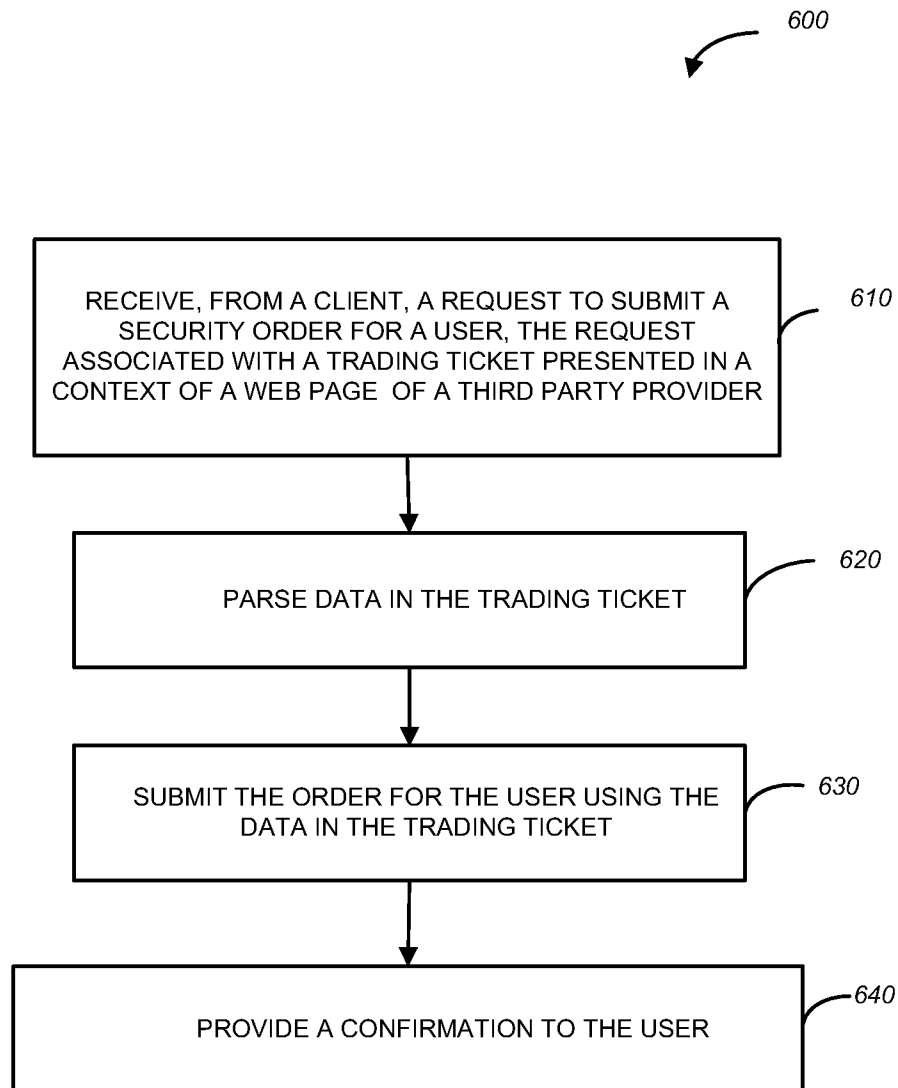 600
RECEIVE, FROM A CLIENT, A REQUEST TO SUBMIT A
SECURITY ORDER FOR A USER, THE REQUEST
ASSOCIATED WITH A TRADING TICKET PRESENTED IN A
CONTEXT OF A WEB PAGE OF A THIRD PARTY PROVIDER
610
PARSE DATA IN THE TRADING TICKET
620
SUBMIT THE ORDER FOR THE USER USING THE
DATA IN THE TRADING TICKET
630
PROVIDE A CONFIRMATION TO THE USER
640